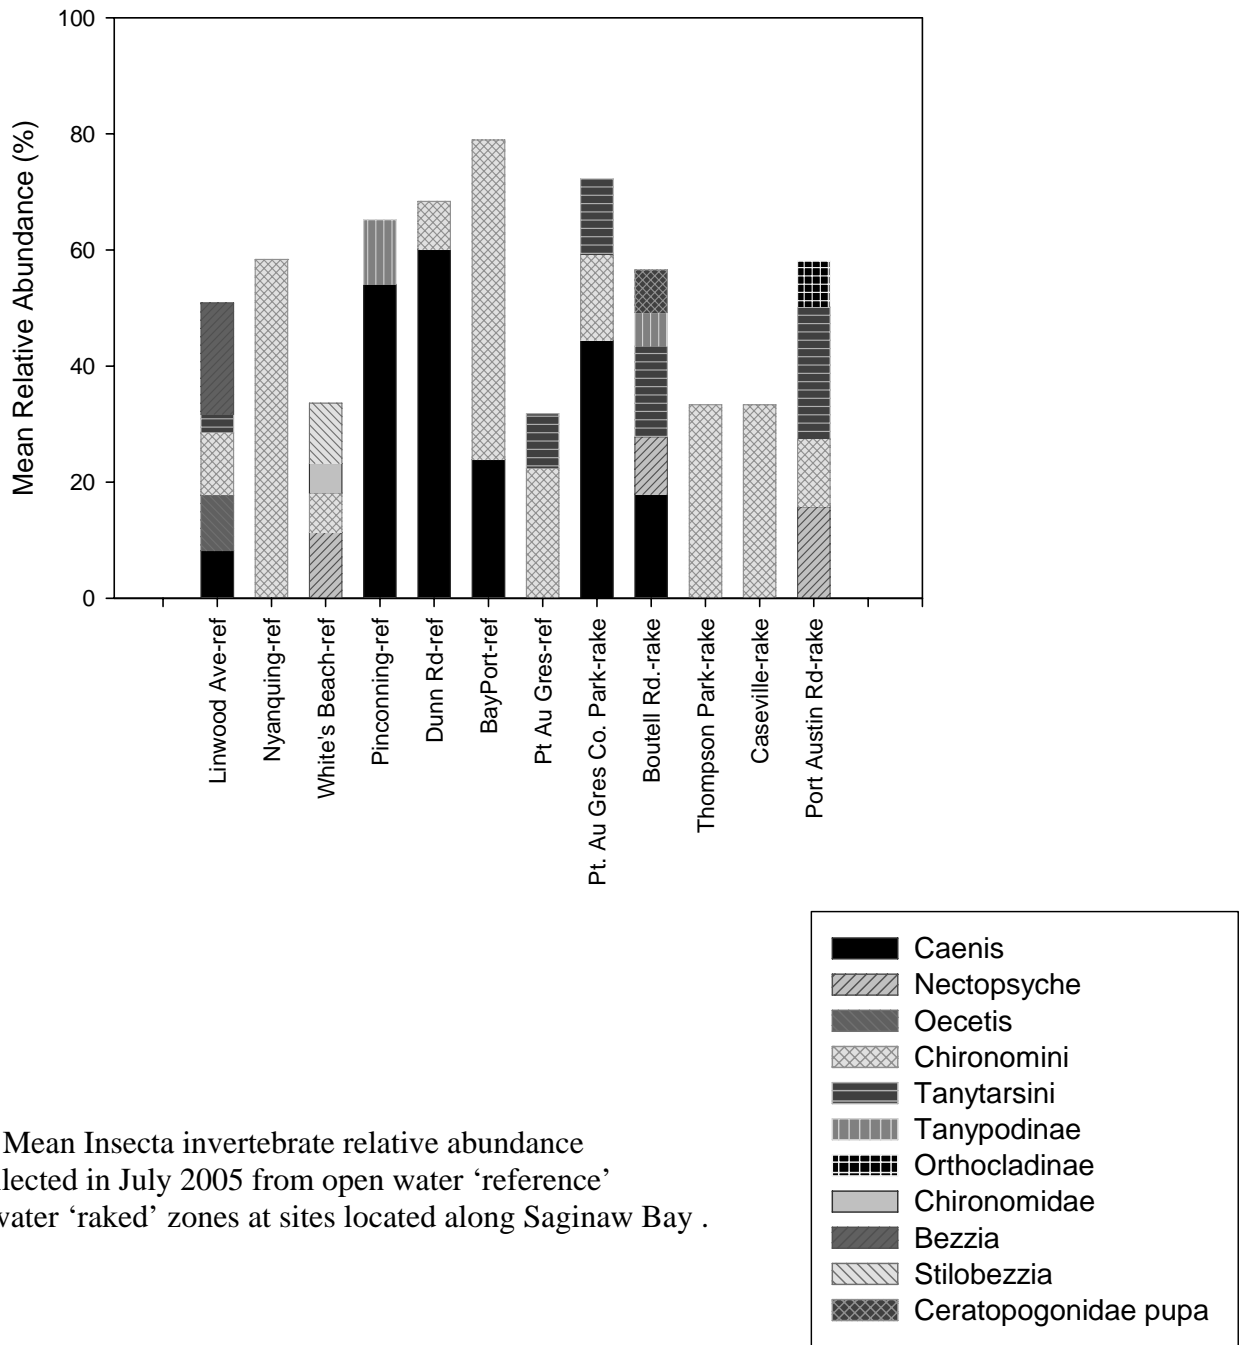 100
80
60
40
20
0
Mean Relative Abundance (%)
Linwood Ave-ref
Nyanquing-ref
White's Beach-ref
Pinconning-ref
Dunn Rd-ref
BayPort-ref
Pt Au Gres-ref
Pt. Au Gres Co. Park-rake
Boutell Rd.-rake
Thompson Park-rake
Caseville-rake
Port Austin Rd-rake
Caenis
Nectopsyche
Oecetis
Chironomini
Tanytarsini
Tanypodinae
Orthocladinae
Chironomidae
Bezzia
Stilobezzia
Ceratopogonidae pupa
Mean Insecta invertebrate relative abundance
llected in July 2005 from open water ‘reference’
water ‘raked’ zones at sites located along Saginaw Bay .